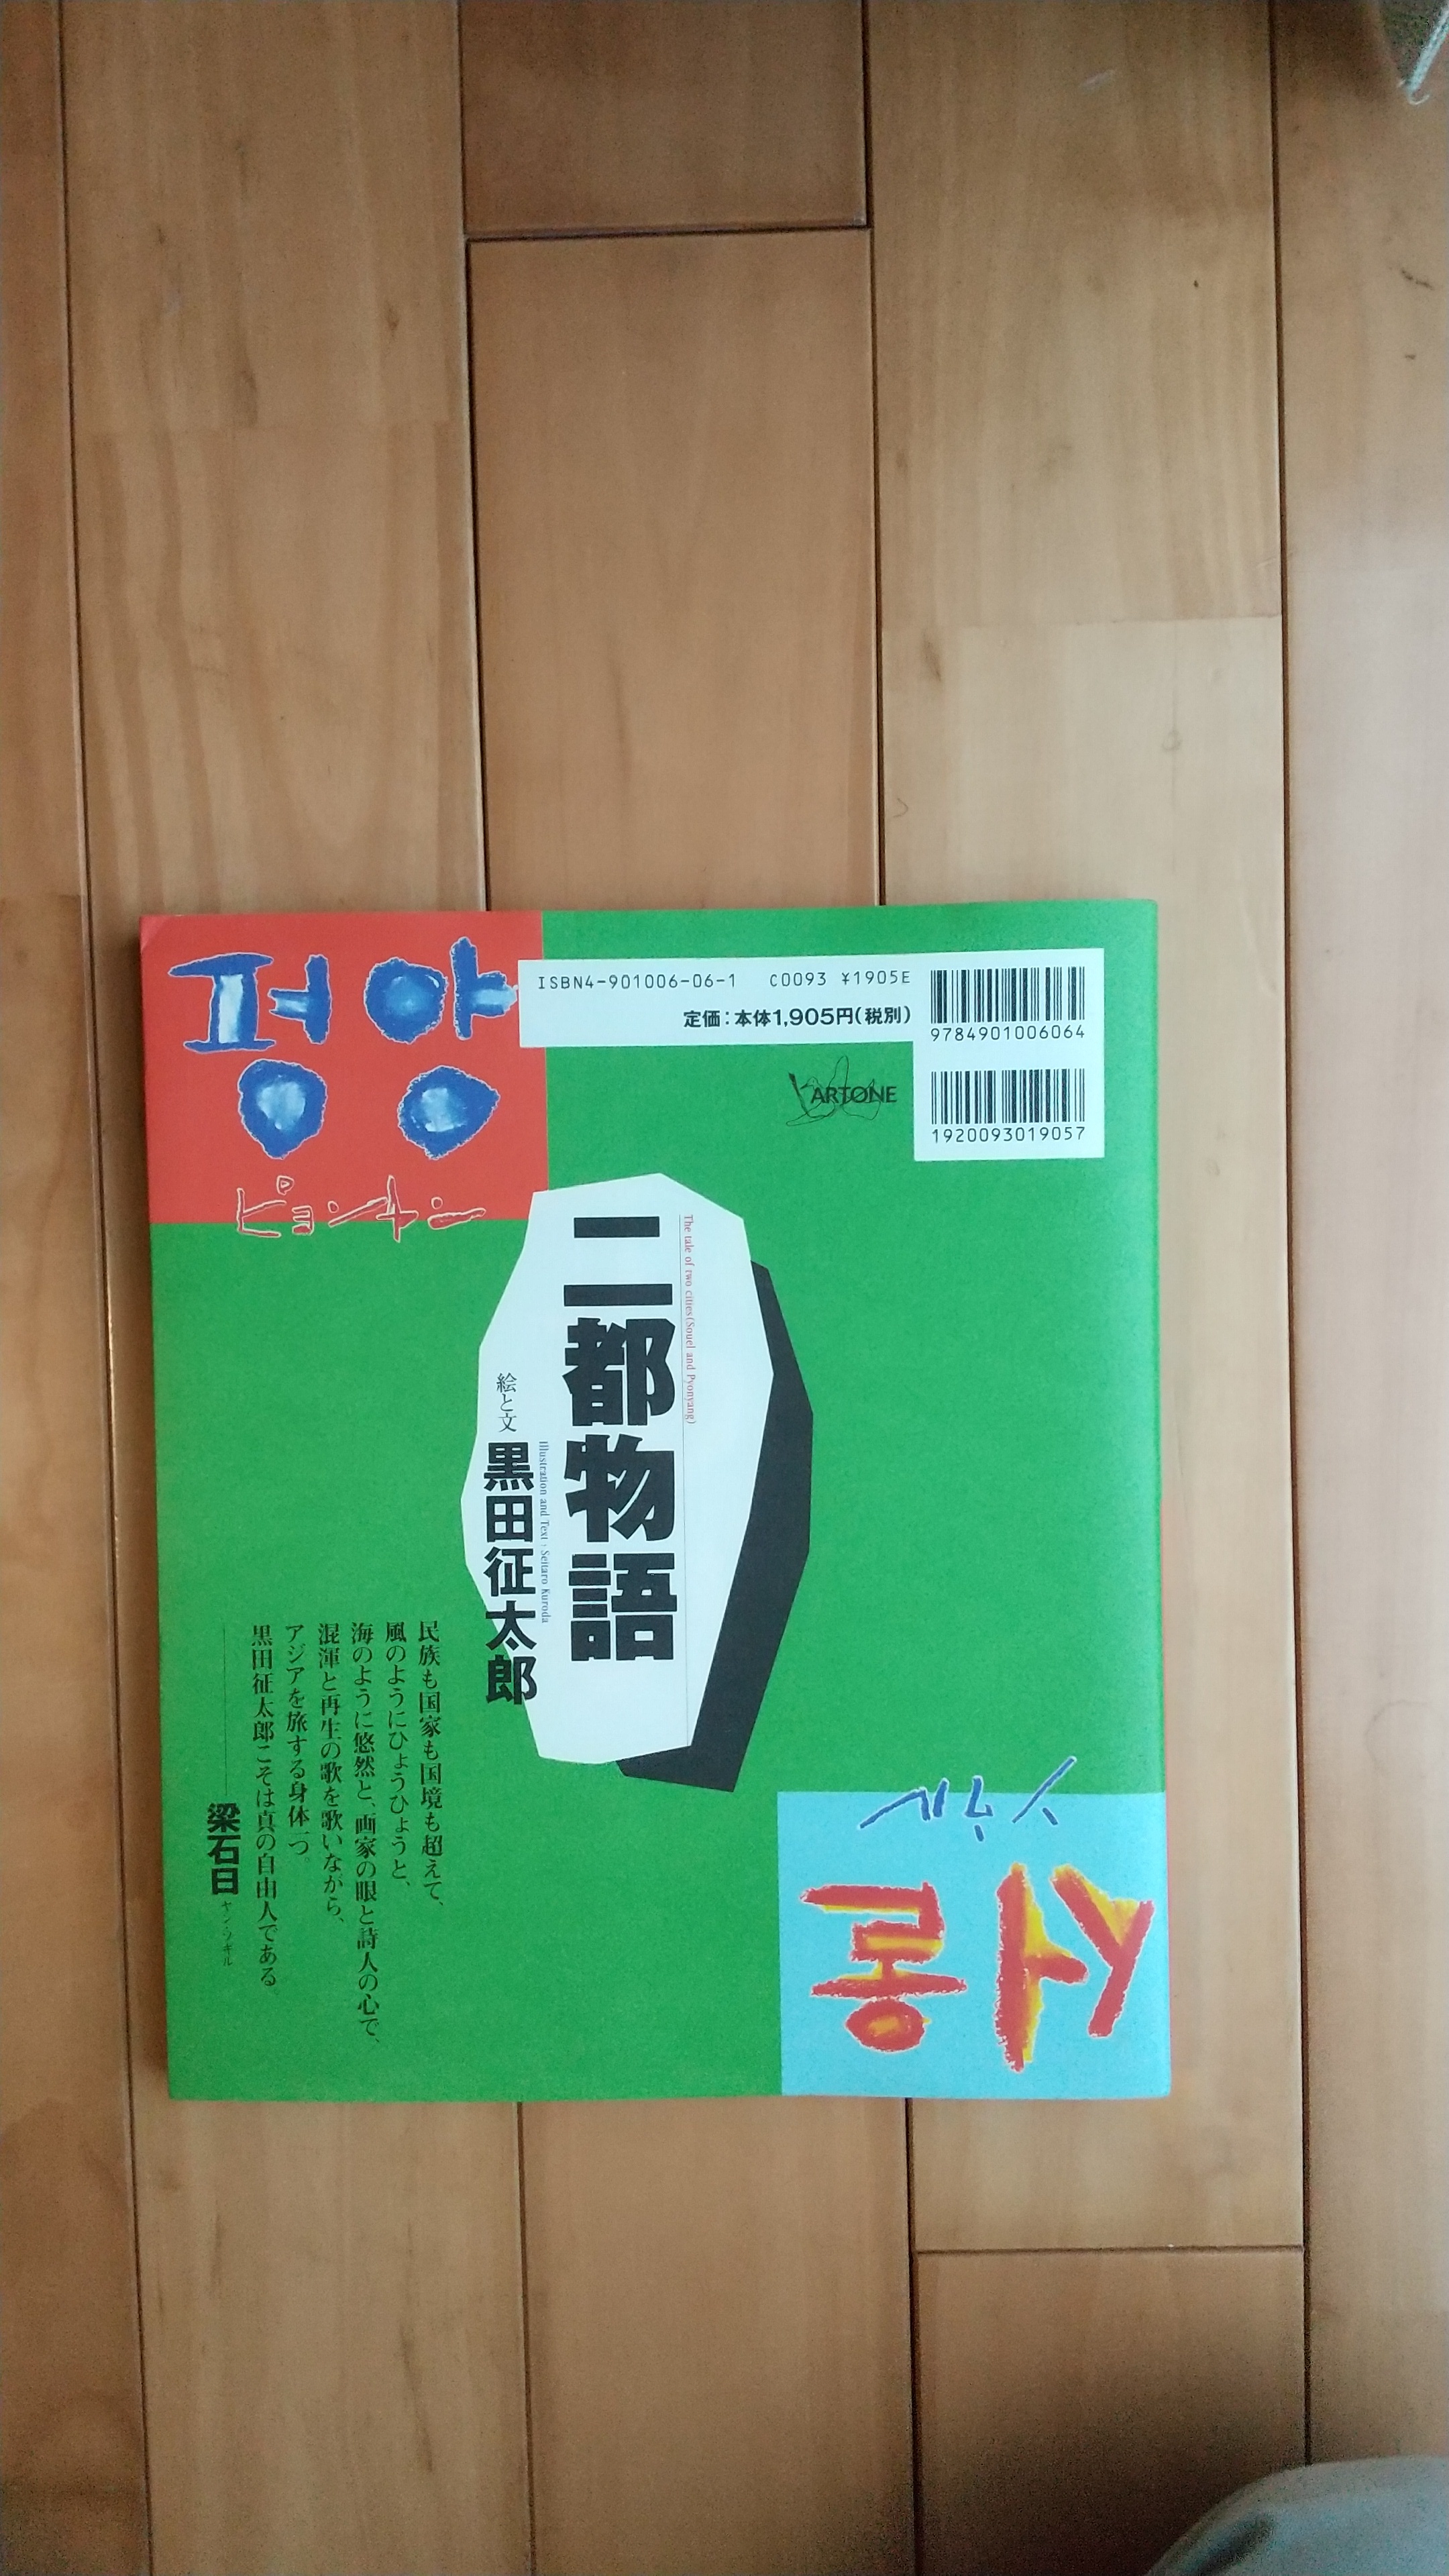 평양
ピョンヤン
ISBN4-901006-06-1 C0093 ¥1905E
定価:本体1,905円(税別)
9784901006064
1920093019057
ARTONE
The tale of two cities(Souel and Pyonyang)
二都物語
Illustration and Text, Seitaro Kuroda
絵と文 黒田征太郎
民族も国家も国境も超えて、
風のようにひょうひょうと、
海のように悠然と、画家の眼と詩人の心で、
混渾と再生の歌を歌いながら、
アジアを旅する身体一つ。
黒田征太郎こそは真の自由人である。
梁石日 ヤン・ソギル
ソウル
서울